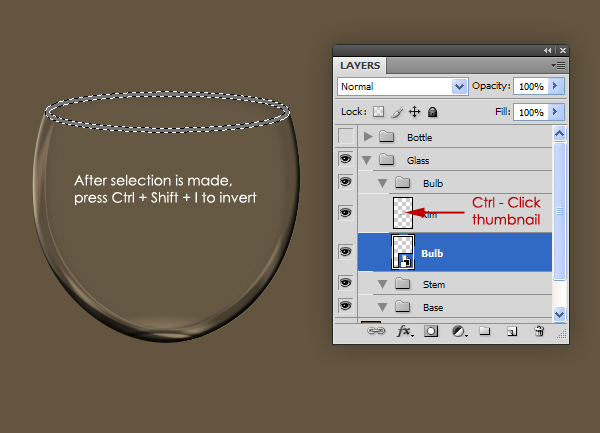 LAYERS
Normal
Opacity: 100%
Lock:
Fill: 100%
Bottle
Glass
Bulb
Ctrl - Click
thumbnail
Bulb
Stem
Base
fx
After selection is made,
press Ctrl + Shift + I to invert